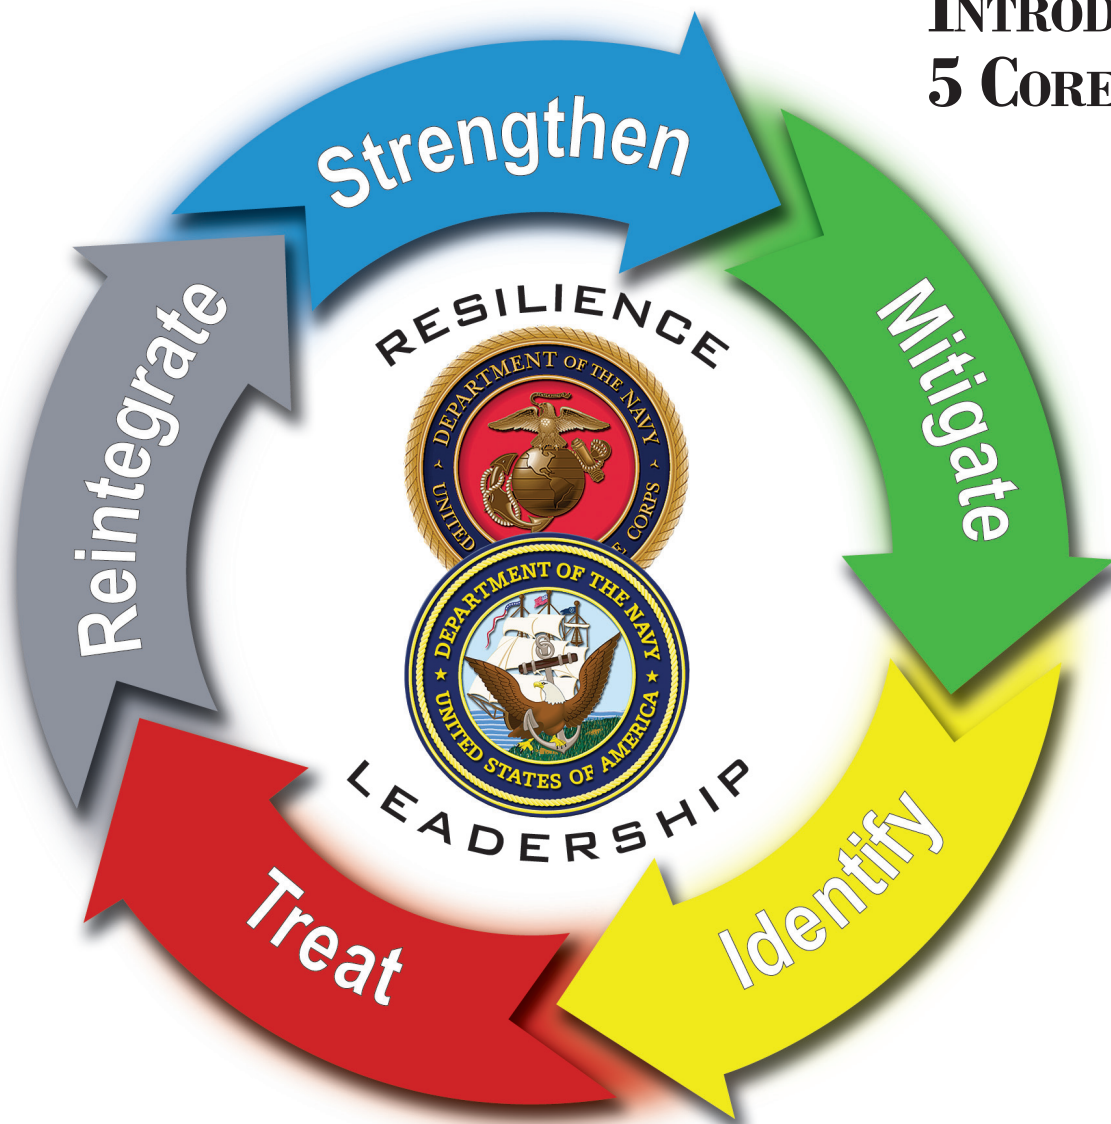 INTROD
5 CORE
Strengthen
Mitigate
Identify
Treat
Reintegrate
RESILIENCE
DEPARTMENT OF THE NAVY
UNITED
CORPS
DEPARTMENT OF THE NAVY
UNITED STATES OF AMERICA
LEADERSHIP